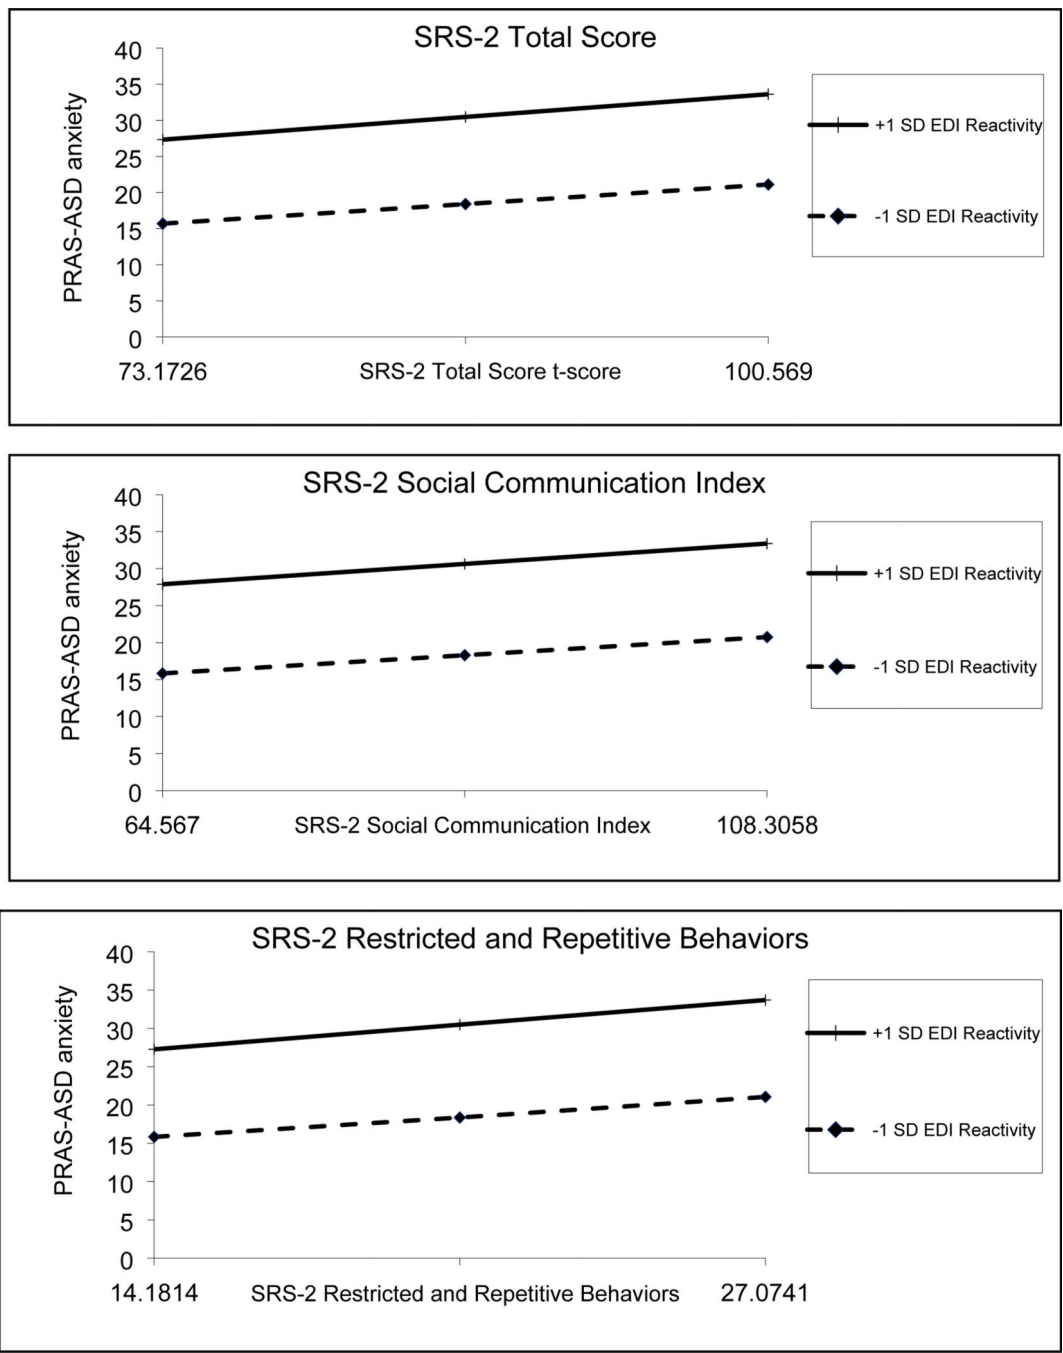 SRS-2 Total Score
40
35
30
25
20
15
10
5
0
PRAS-ASD anxiety
73.1726 SRS-2 Total Score t-score 100.569
+1 SD EDI Reactivity
-1 SD EDI Reactivity
SRS-2 Social Communication Index
40
35
30
25
20
15
10
5
0
PRAS-ASD anxiety
64.567 SRS-2 Social Communication Index 108.3058
+1 SD EDI Reactivity
-1 SD EDI Reactivity
SRS-2 Restricted and Repetitive Behaviors
40
35
30
25
20
15
10
5
0
PRAS-ASD anxiety
14.1814 SRS-2 Restricted and Repetitive Behaviors 27.0741
+1 SD EDI Reactivity
-1 SD EDI Reactivity